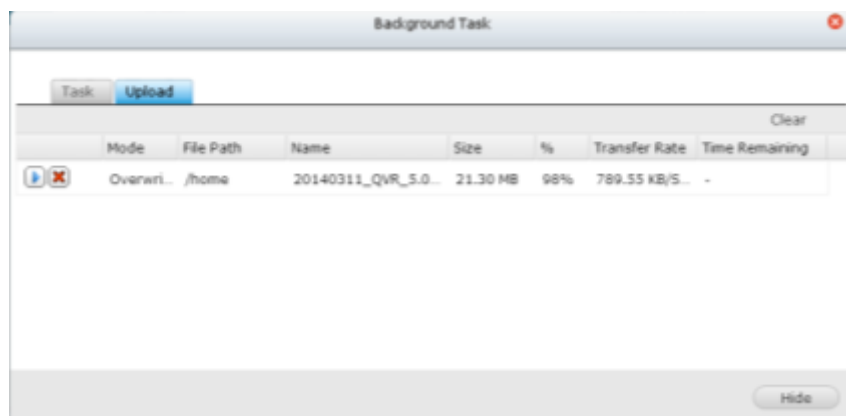 Background Task
Task Upload
Clear
Mode File Path Name Size % Transfer Rate Time Remaining
Overwri... /home 20140311_QVR_5.0... 21.30 MB 98% 789.55 KB/S... -
Hide